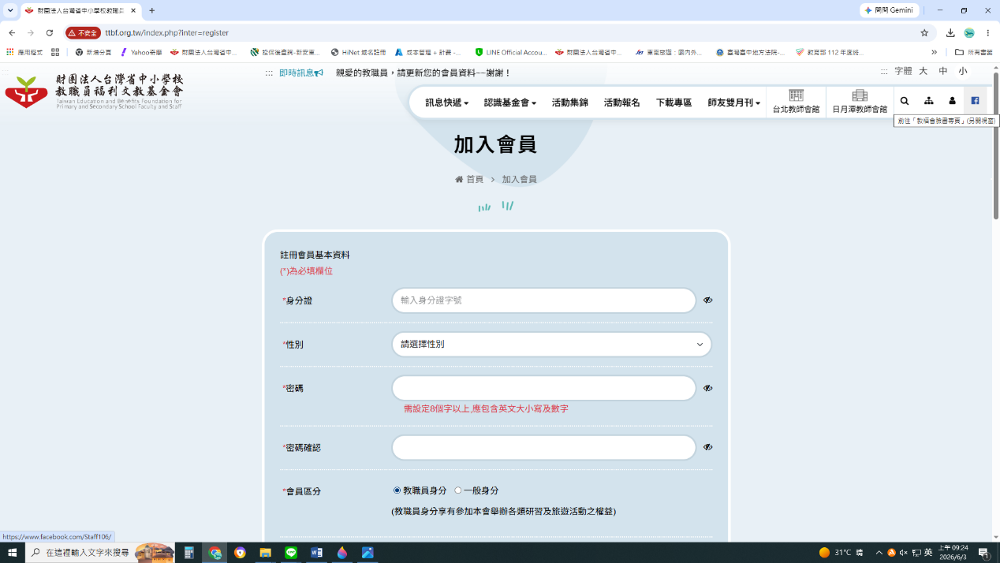 財團法人台灣省中小學校教職員
問問 Gemini
不安全
ttbf.org.tw/index.php?inter=register
應用程式
新增分頁
Yahoo奇摩
財團法人台灣省中...
投保後查詢-新安東...
HiNet 域名註冊
成本管理 + 計費 -...
LINE Official Accou...
財團法人台灣省中...
東南旅遊：國內外...
臺灣臺中地方法院-...
教育部 112 年度編...
所有書籤
財團法人台灣省中小學校
教職員福利文教基金會
Taiwan Education and Benefits Foundation for
Primary and Secondary School Faculty and Staff
::: 即時訊息 親愛的教職員，請更新您的會員資料~~謝謝！
::: 字體 大 中 小
訊息快遞 認識基金會 活動集錦 活動報名 下載專區 師友雙月刊 台北教師會館 日月潭教師會館
前往「教福會臉書專頁」(另開視窗)
加入會員
首頁 › 加入會員
註冊會員基本資料
(*)為必填欄位
*身分證 輸入身分證字號
*性別 請選擇性別
*密碼
需設定8個字以上,應包含英文大小寫及數字
*密碼確認
*會員區分 教職員身分 一般身分
(教職員身分享有參加本會舉辦各類研習及旅遊活動之權益)
https://www.facebook.com/Staff106/
在這裡輸入文字來搜尋
31°C 晴
英
上午 09:24
2026/6/3
1